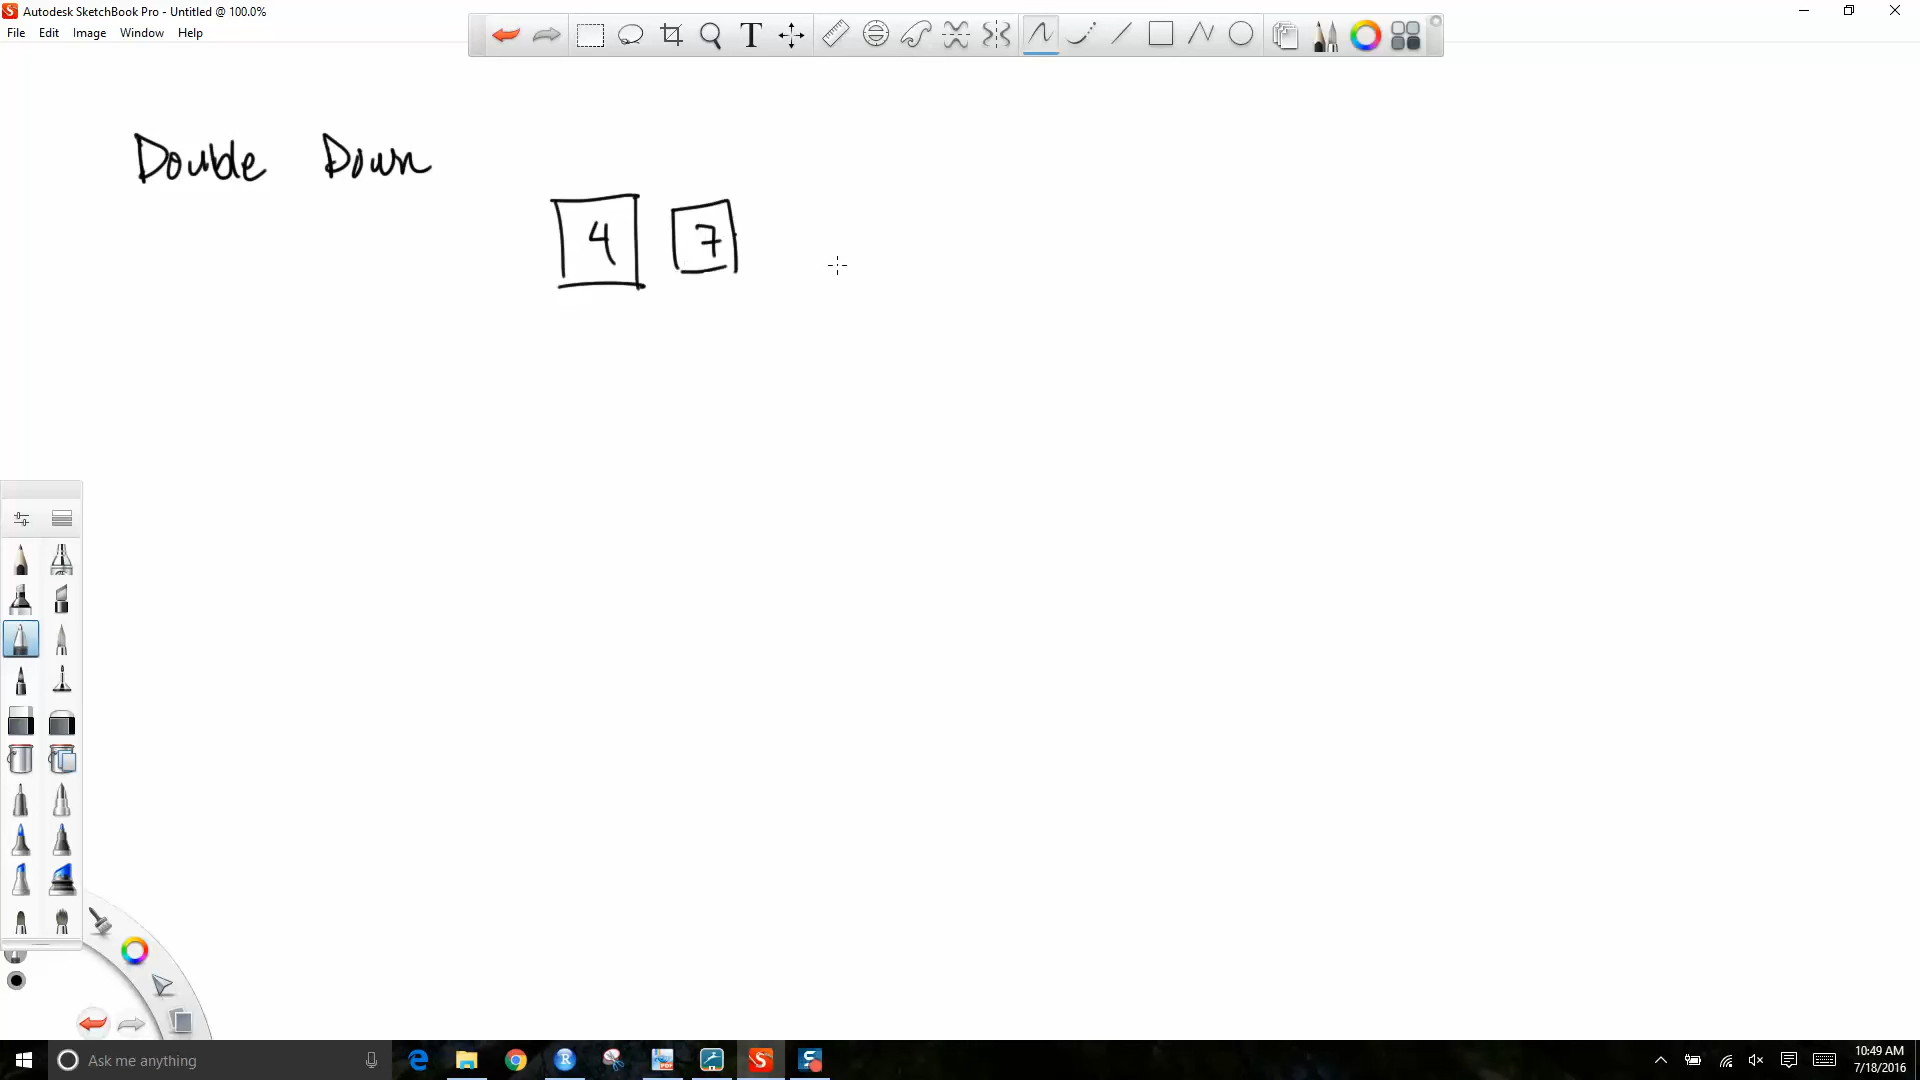 Autodesk SketchBook Pro - Untitled @ 100.0%
File Edit Image Window Help
T
Double Down
4 7
Ask me anything
10:49 AM
7/18/2016